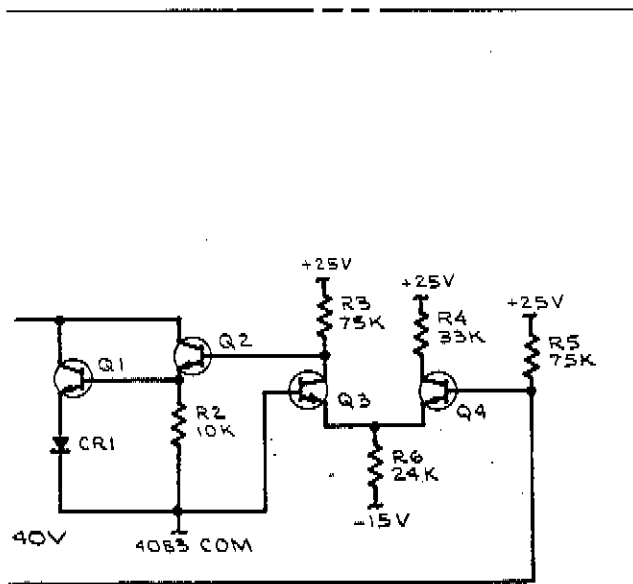 +25V
+25V
+25V
R3
75K
R4
33K
R5
75K
Q1
Q2
Q3
Q4
R2
10K
CR1
R6
24K
-15V
40V
40B3 COM